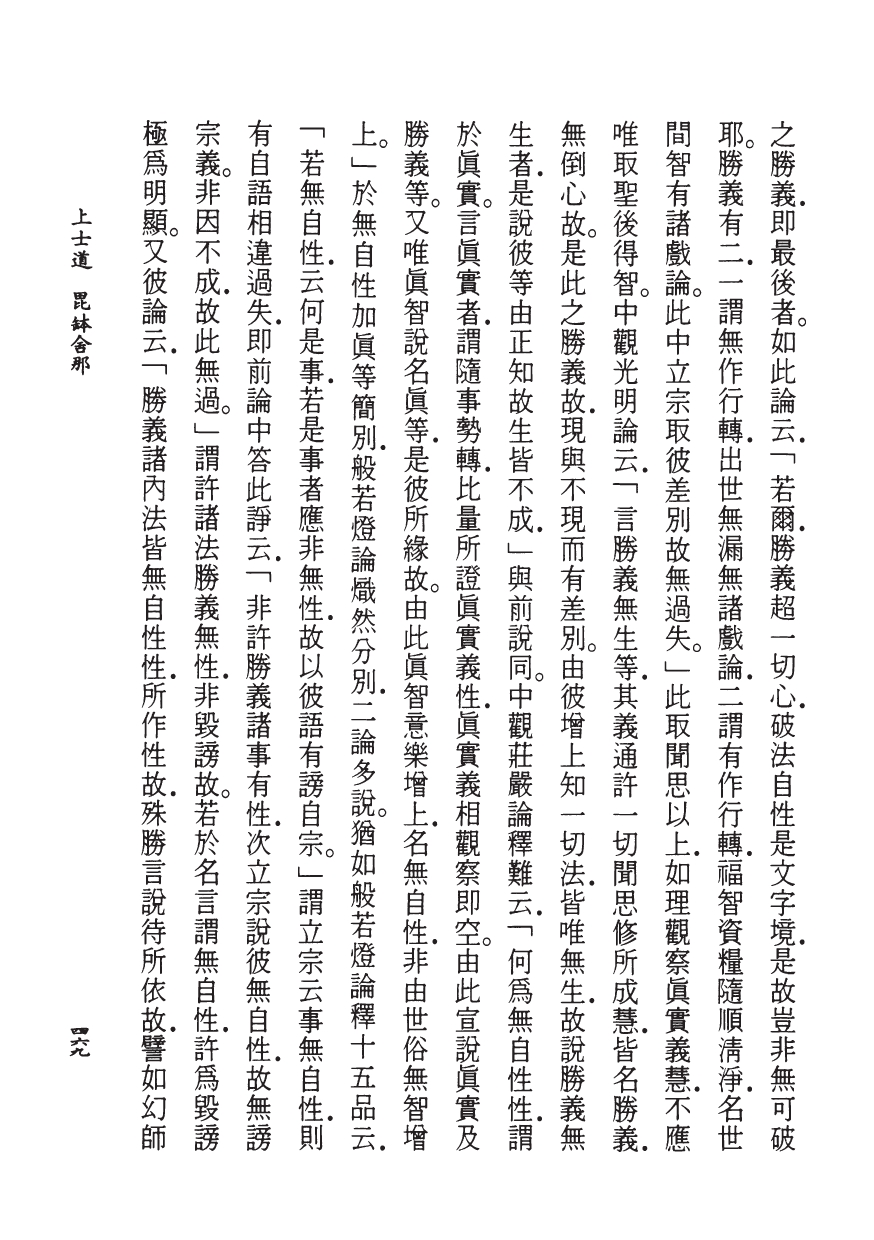 之勝義．即最後者。如此論云．「若爾．勝義超一切心．破法自性是文字境．是故豈非無可破
耶。勝義有二．一謂無作行轉．出世無漏無諸戲論．二謂有作行轉．福智資糧隨順淸淨．名世
間智有諸戲論。此中立宗取彼差別故無過失。」此取聞思以上．如理觀察眞實義慧．不應
唯取聖後得智。中觀光明論云．「言勝義無生等．其義通許一切聞思修所成慧．皆名勝義．
無倒心故。是此之勝義故．現與不現而有差別。由彼增上知一切法．皆唯無生．故說勝義無
生者．是說彼等由正知故生皆不成．」與前說同。中觀莊嚴論釋難云．「何爲無自性性．謂
於眞實。言眞實者．謂隨事勢轉．比量所證眞實義性．眞實義相觀察即空。由此宣說眞實及
勝義等。又唯眞智說名眞等．是彼所緣故。由此眞智意樂增上．名無自性．非由世俗無智增
上。」於無自性加眞等簡別．般若燈論熾然分別．二論多說。猶如般若燈論釋十五品云．
「若無自性．云何是事．若是事者應非無性．故以彼語有謗自宗。」謂立宗云事無自性．則
有自語相違過失．即前論中答此諍云．「非許勝義諸事有性．次立宗說彼無自性．故無謗
宗義。非因不成．故此無過。」謂許諸法勝義無性．非毀謗故。若於名言謂無自性．許爲毀謗
極爲明顯。又彼論云．「勝義諸內法皆無自性性．所作性故．殊勝言說待所依故．譬如幻師
上士道 毘鉢舍那
四六九